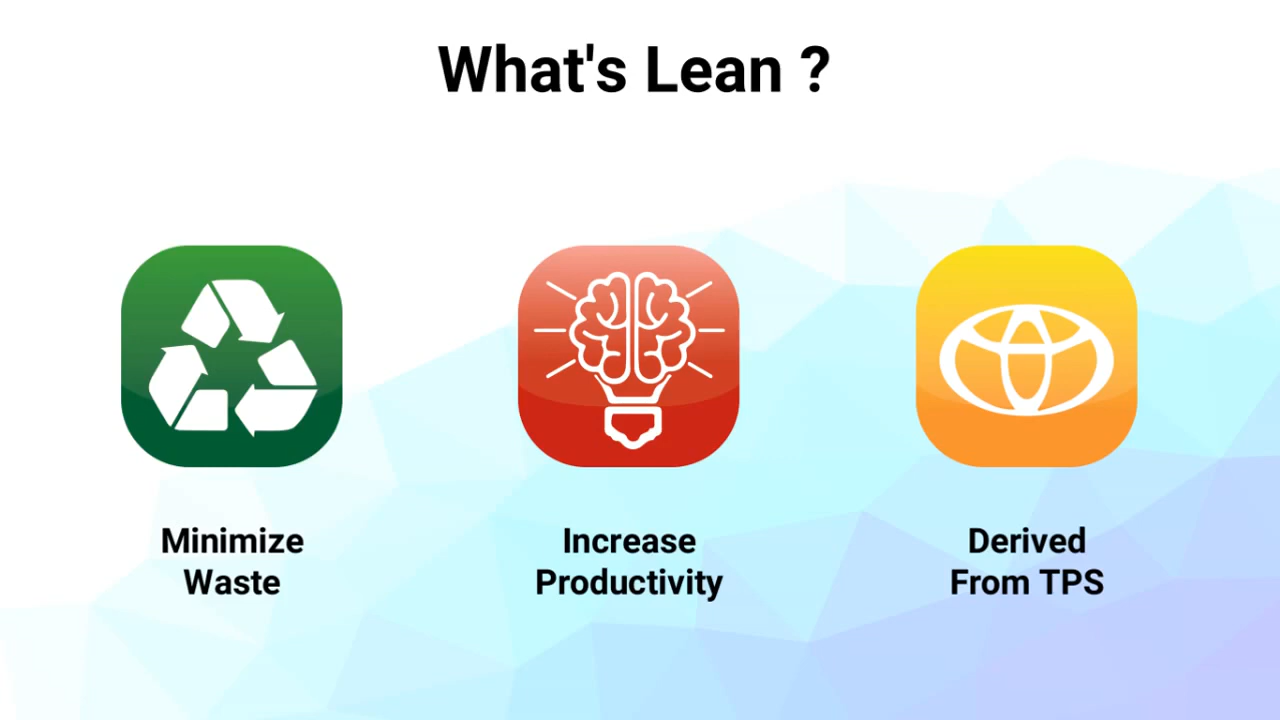 What's Lean ?
Minimize
Waste
Increase
Productivity
Derived
From TPS